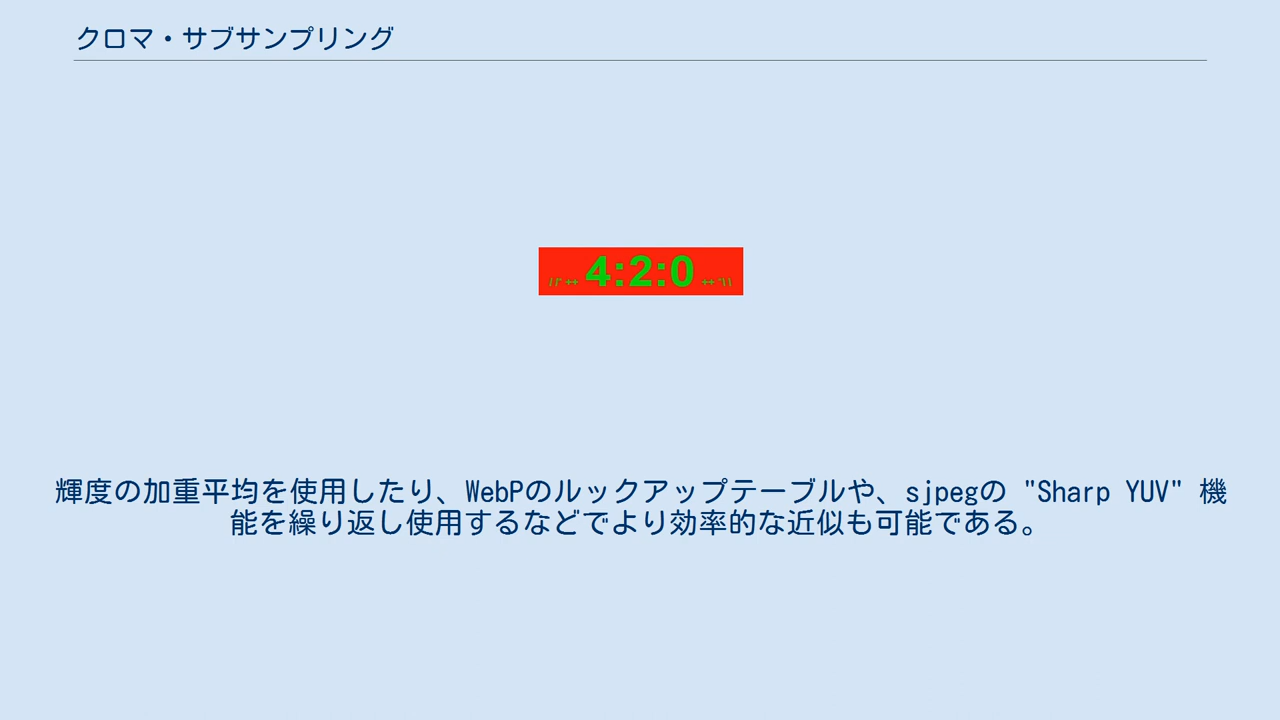 クロマ・サブサンプリング
4:2:0
輝度の加重平均を使用したり、WebPのルックアップテーブルや、sjpegの "Sharp YUV" 機
能を繰り返し使用するなどでより効率的な近似も可能である。